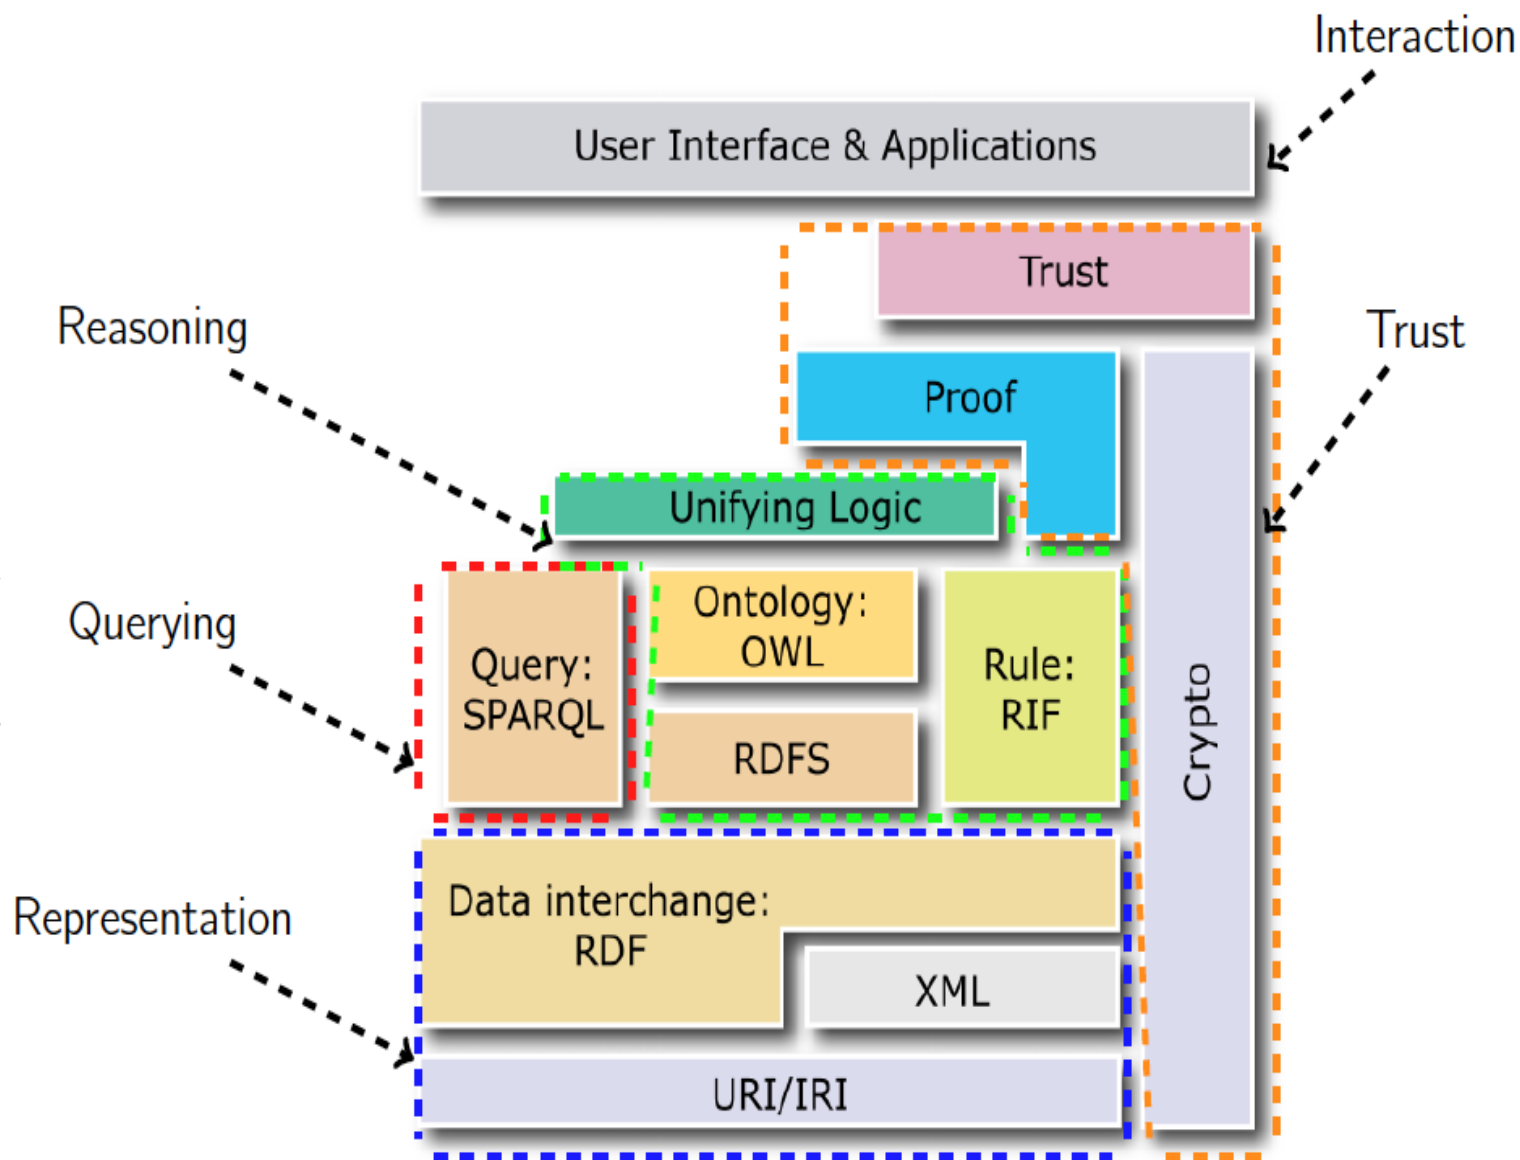 Interaction
User Interface & Applications
Trust
Reasoning
Trust
Proof
Unifying Logic
Querying
Query:
SPARQL
Ontology:
OWL
RDFS
Rule:
RIF
Crypto
Representation
Data interchange:
RDF
XML
URI/IRI